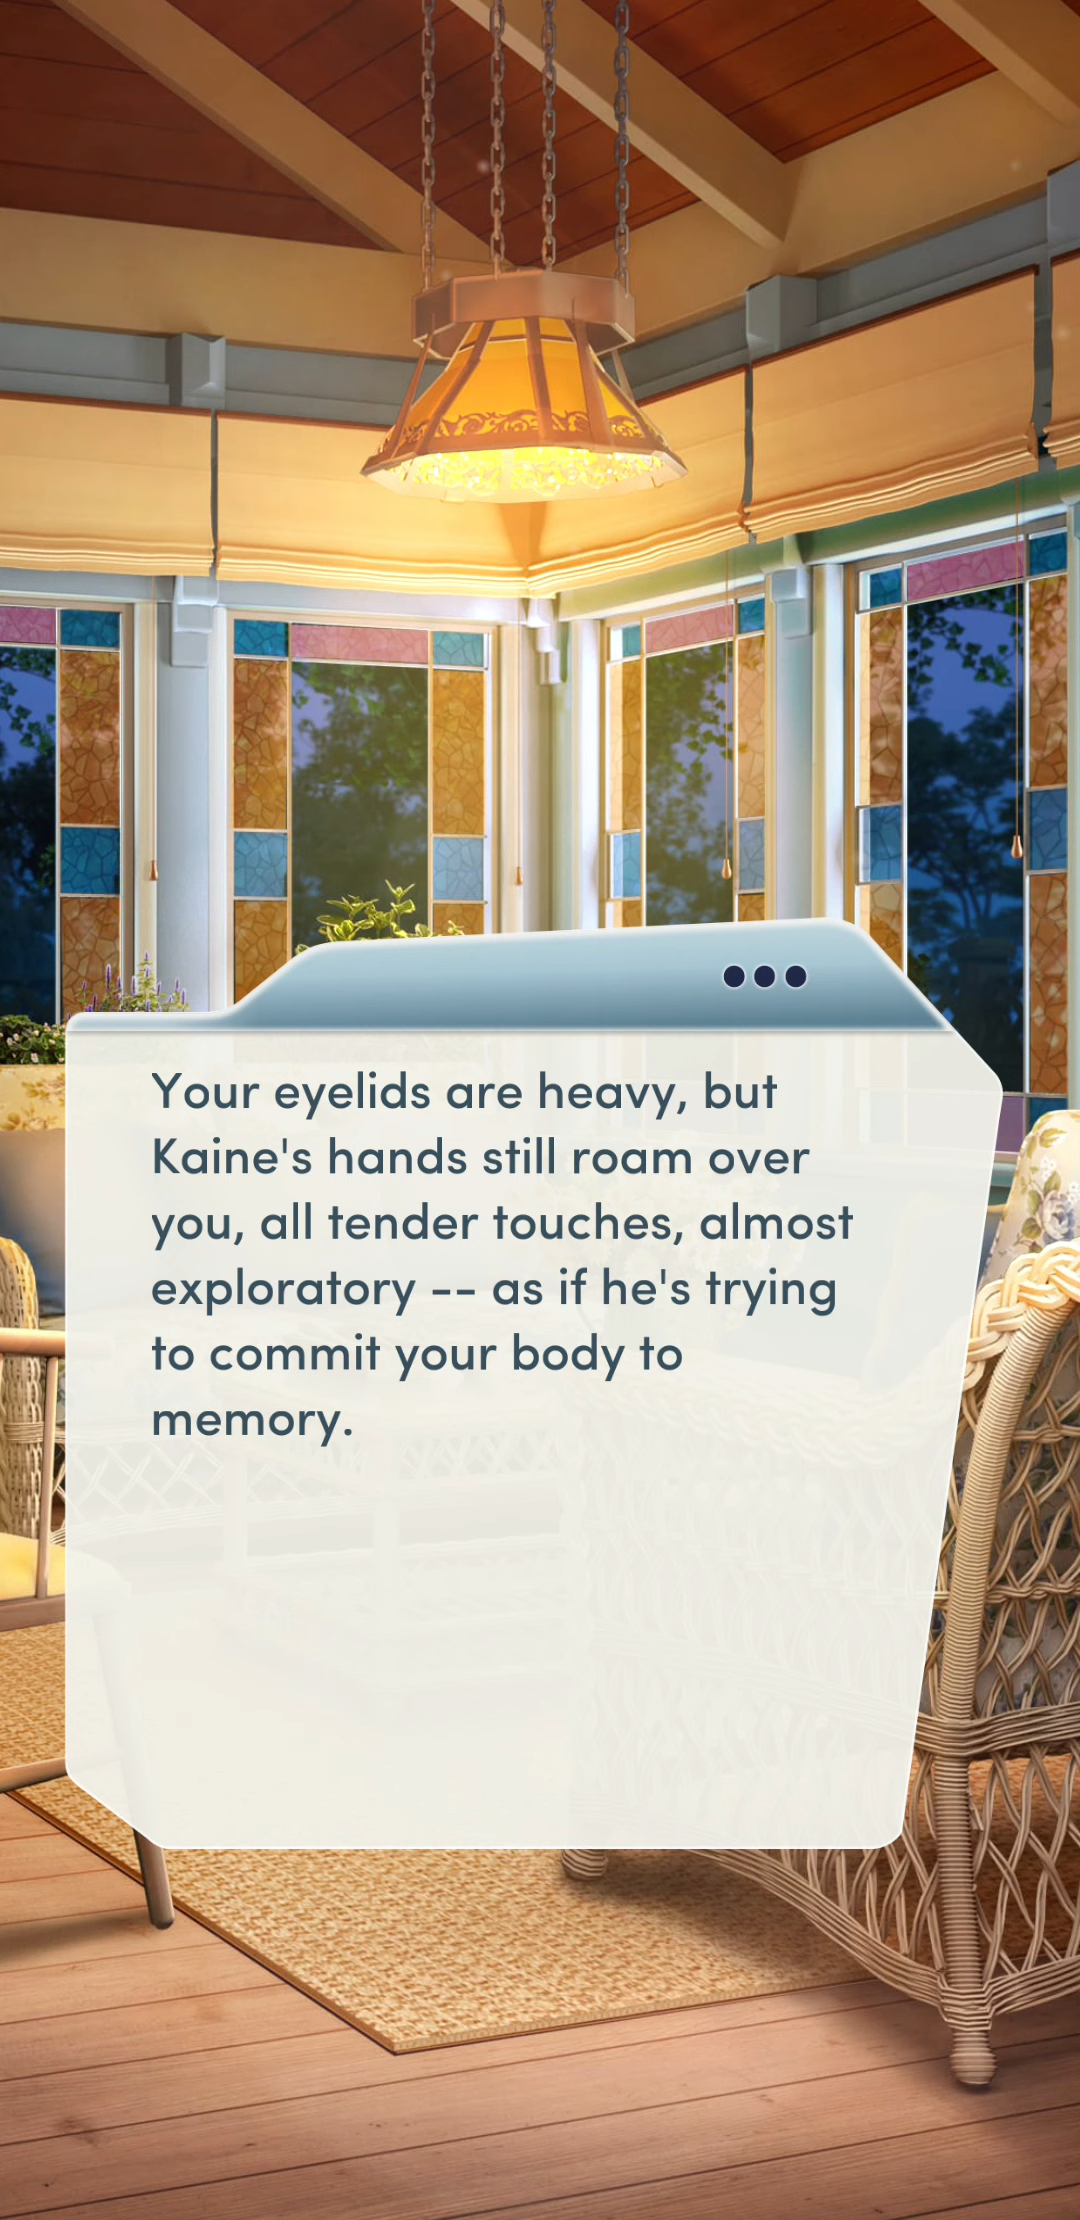 Your eyelids are heavy, but
Kaine's hands still roam over
you, all tender touches, almost
exploratory -- as if he's trying
to commit your body to
memory.